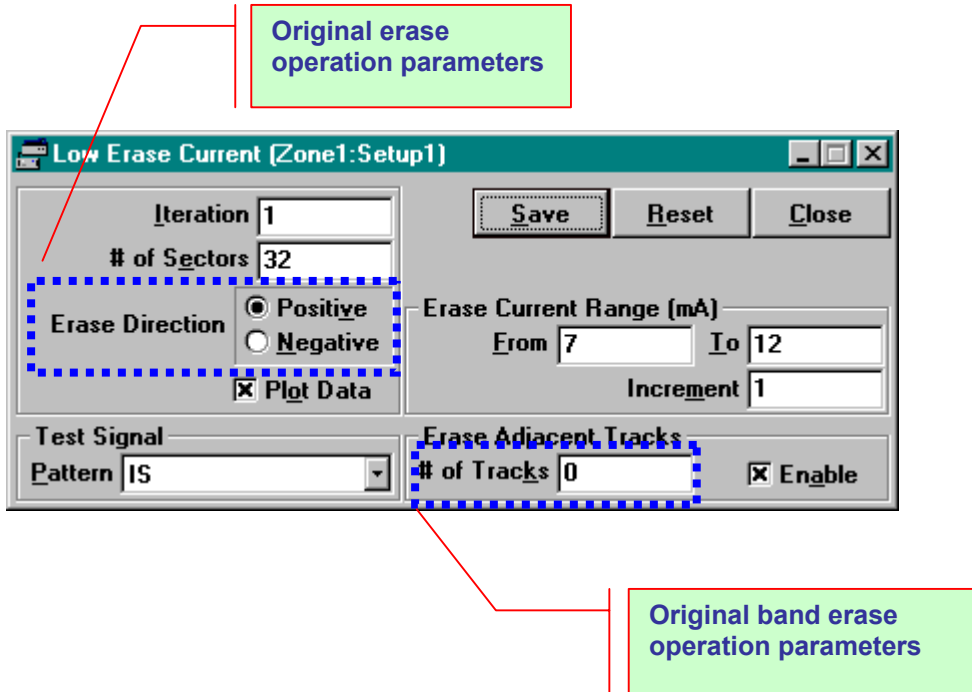 Original erase
operation parameters
Low Erase Current (Zone1:Setup1)
Iteration 1
# of Sectors 32
Erase Direction
Positive
Negative
Plot Data
Save Reset Close
Erase Current Range (mA)
From 7 To 12
Increment 1
Test Signal
Pattern IS
Erase Adjacent Tracks
# of Tracks 0
Enable
Original band erase
operation parameters